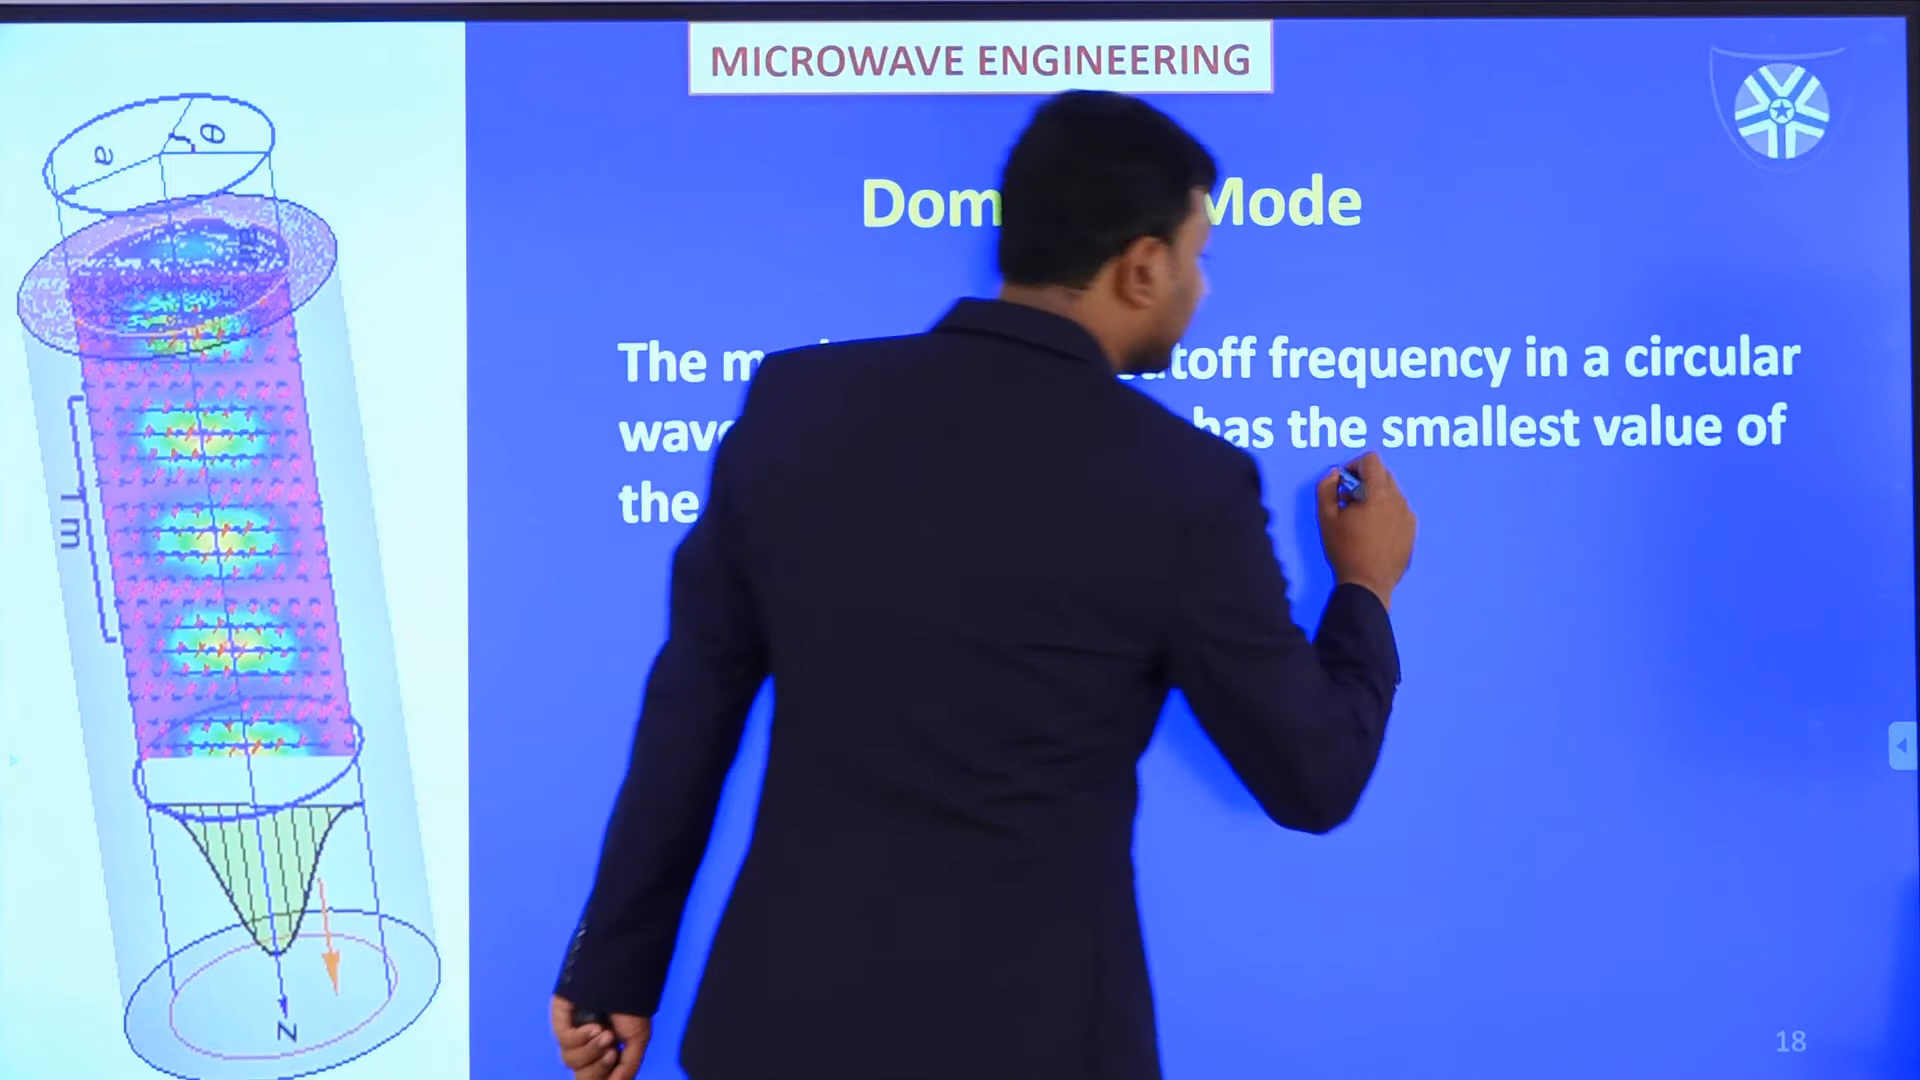 MICROWAVE ENGINEERING
Dom Mode
The m toff frequency in a circular
wave has the smallest value of
the
a
θ
T m
Z
18